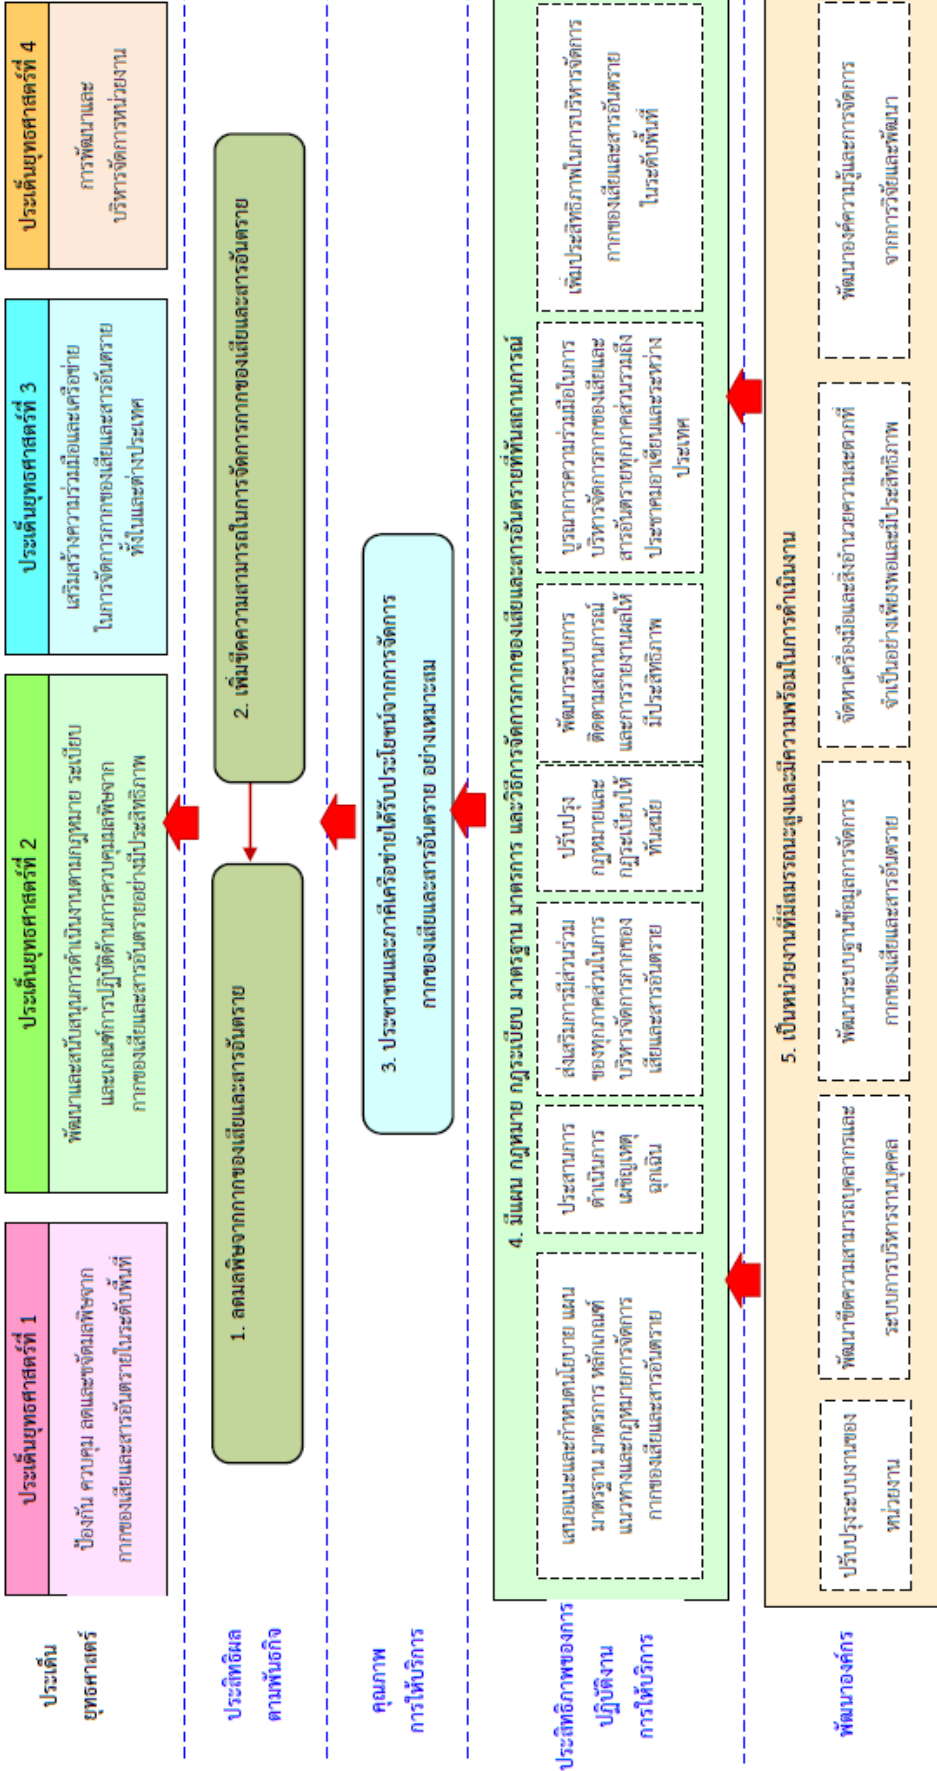 ประเด็น
ยุทธศาสตร์
ประเด็นยุทธศาสตร์ที่ 1
ป้องกัน ควบคุม ลดและขจัดมลพิษจาก
กากของเสียและสารอันตรายในระดับพื้นที่
ประเด็นยุทธศาสตร์ที่ 2
พัฒนาและสนับสนุนการดำเนินงานตามกฎหมาย ระเบียบ
และเกณฑ์การปฏิบัติด้านการควบคุมมลพิษจาก
กากของเสียและสารอันตรายอย่างมีประสิทธิภาพ
ประเด็นยุทธศาสตร์ที่ 3
เสริมสร้างความร่วมมือและเครือข่าย
ในการจัดการกากของเสียและสารอันตราย
ทั้งในและต่างประเทศ
ประเด็นยุทธศาสตร์ที่ 4
การพัฒนาและ
บริหารจัดการหน่วยงาน
ประสิทธิผล
ตามพันธกิจ
1. ลดมลพิษจากกากของเสียและสารอันตราย
2. เพิ่มขีดความสามารถในการจัดการกากของเสียและสารอันตราย
คุณภาพ
การให้บริการ
3. ประชาชนและภาคีเครือข่ายได้รับประโยชน์จากการจัดการ
กากของเสียและสารอันตราย อย่างเหมาะสม
ประสิทธิภาพของการ
ปฏิบัติงาน
การให้บริการ
4. มีแผน กฎหมาย กฎระเบียบ มาตรฐาน มาตรการ และวิธีการจัดการกากของเสียและสารอันตรายที่ทันสถานการณ์
เสนอแนะและกำหนดนโยบาย แผน
มาตรฐาน มาตรการ หลักเกณฑ์
แนวทางและกฎหมายการจัดการ
กากของเสียและสารอันตราย
ประสานการ
ดำเนินการ
เผชิญเหตุ
ฉุกเฉิน
ส่งเสริมการมีส่วนร่วม
ของทุกภาคส่วนในการ
บริหารจัดการกากของ
เสียและสารอันตราย
ปรับปรุง
กฎหมายและ
กฎระเบียบให้
ทันสมัย
พัฒนาระบบการ
ติดตามสถานการณ์
และการรายงานผลให้
มีประสิทธิภาพ
บูรณาการความร่วมมือในการ
บริหารจัดการกากของเสียและ
สารอันตรายทุกภาคส่วนรวมถึง
ประชาคมอาเซียนและระหว่าง
ประเทศ
เพิ่มประสิทธิภาพในการบริหารจัดการ
กากของเสียและสารอันตราย
ในระดับพื้นที่
พัฒนาองค์กร
5. เป็นหน่วยงานที่มีสมรรถนะสูงและมีความพร้อมในการดำเนินงาน
ปรับปรุงระบบงานของ
หน่วยงาน
พัฒนาขีดความสามารถบุคลากรและ
ระบบการบริหารงานบุคคล
พัฒนาระบบฐานข้อมูลการจัดการ
กากของเสียและสารอันตราย
จัดหาเครื่องมือและสิ่งอำนวยความสะดวกที่
จำเป็นอย่างเพียงพอและมีประสิทธิภาพ
พัฒนาองค์ความรู้และการจัดการ
จากการวิจัยและพัฒนา